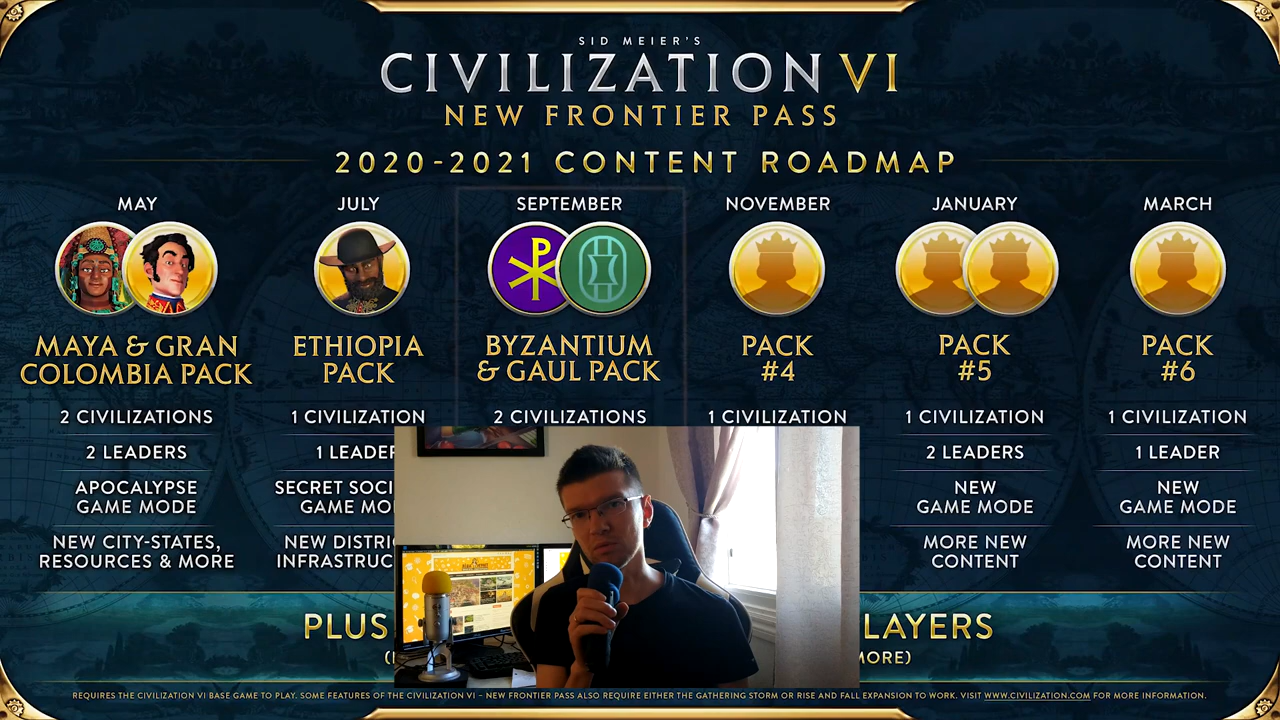 SID MEIER'S
CIVILIZATION VI
NEW FRONTIER PASS
2020-2021 CONTENT ROADMAP
MAY
MAYA & GRAN
COLOMBIA PACK
2 CIVILIZATIONS
2 LEADERS
APOCALYPSE
GAME MODE
NEW CITY-STATES,
RESOURCES & MORE
JULY
ETHIOPIA
PACK
1 CIVILIZATION
1 LEADER
SECRET
GAME
NEW
SEPTEMBER
BYZANTIUM
& GAUL PACK
2 CIVILIZATIONS
NOVEMBER
PACK
#4
1 CIVILIZATION
JANUARY
PACK
#5
1 CIVILIZATION
2 LEADERS
NEW
GAME MODE
MORE NEW
CONTENT
MARCH
PACK
#6
1 CIVILIZATION
1 LEADER
NEW
GAME MODE
MORE NEW
CONTENT
PLUS LAYERS
MORE)
REQUIRES THE CIVILIZATION VI BASE GAME TO PLAY. SOME FEATURES OF THE CIVILIZATION VI – NEW FRONTIER PASS ALSO REQUIRE EITHER THE GATHERING STORM OR RISE AND FALL EXPANSION TO WORK. VISIT WWW.CIVILIZATION.COM FOR MORE INFORMATION.